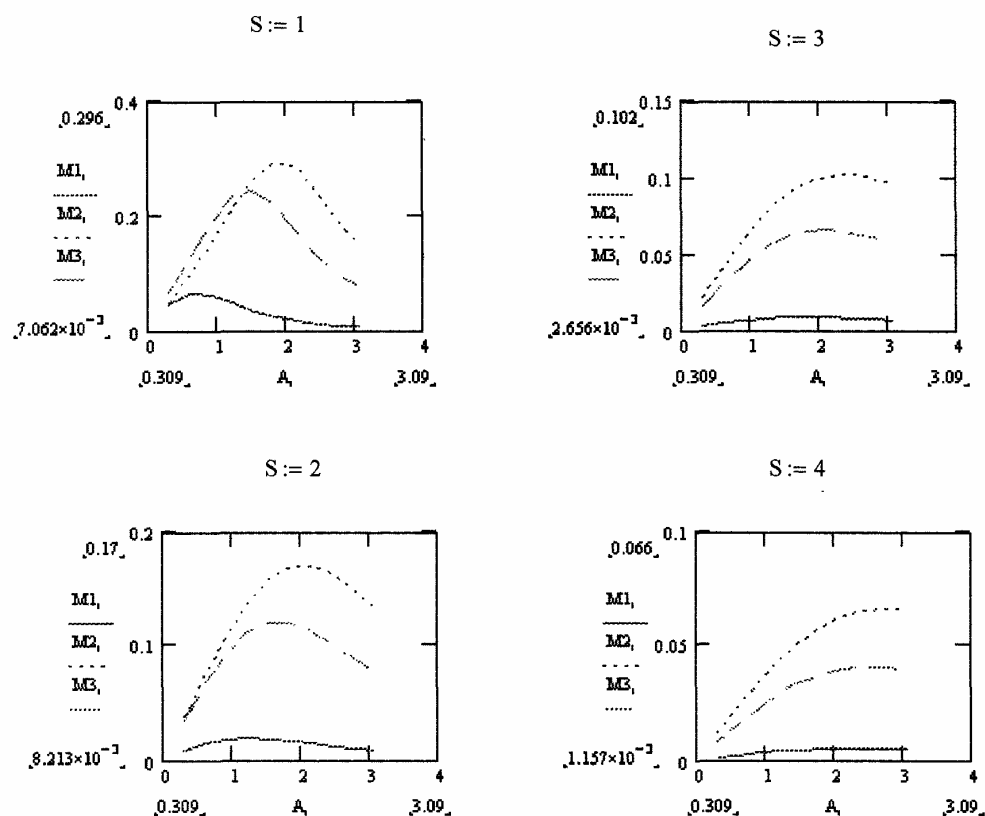 S := 1
0.4
0.296
M1ᵢ
M2ᵢ
0.2
M3ᵢ
7.062×10⁻³
0
0 1 2 3 4
0.309 Aᵢ 3.09
S := 3
0.15
0.102
M1ᵢ
0.1
M2ᵢ
M3ᵢ
0.05
2.656×10⁻³
0
0 1 2 3 4
0.309 Aᵢ 3.09
S := 2
0.2
0.17
M1ᵢ
M2ᵢ
0.1
M3ᵢ
8.213×10⁻³
0
0 1 2 3 4
0.309 Aᵢ 3.09
S := 4
0.1
0.066
M1ᵢ
M2ᵢ
0.05
M3ᵢ
1.157×10⁻³
0
0 1 2 3 4
0.309 Aᵢ 3.09